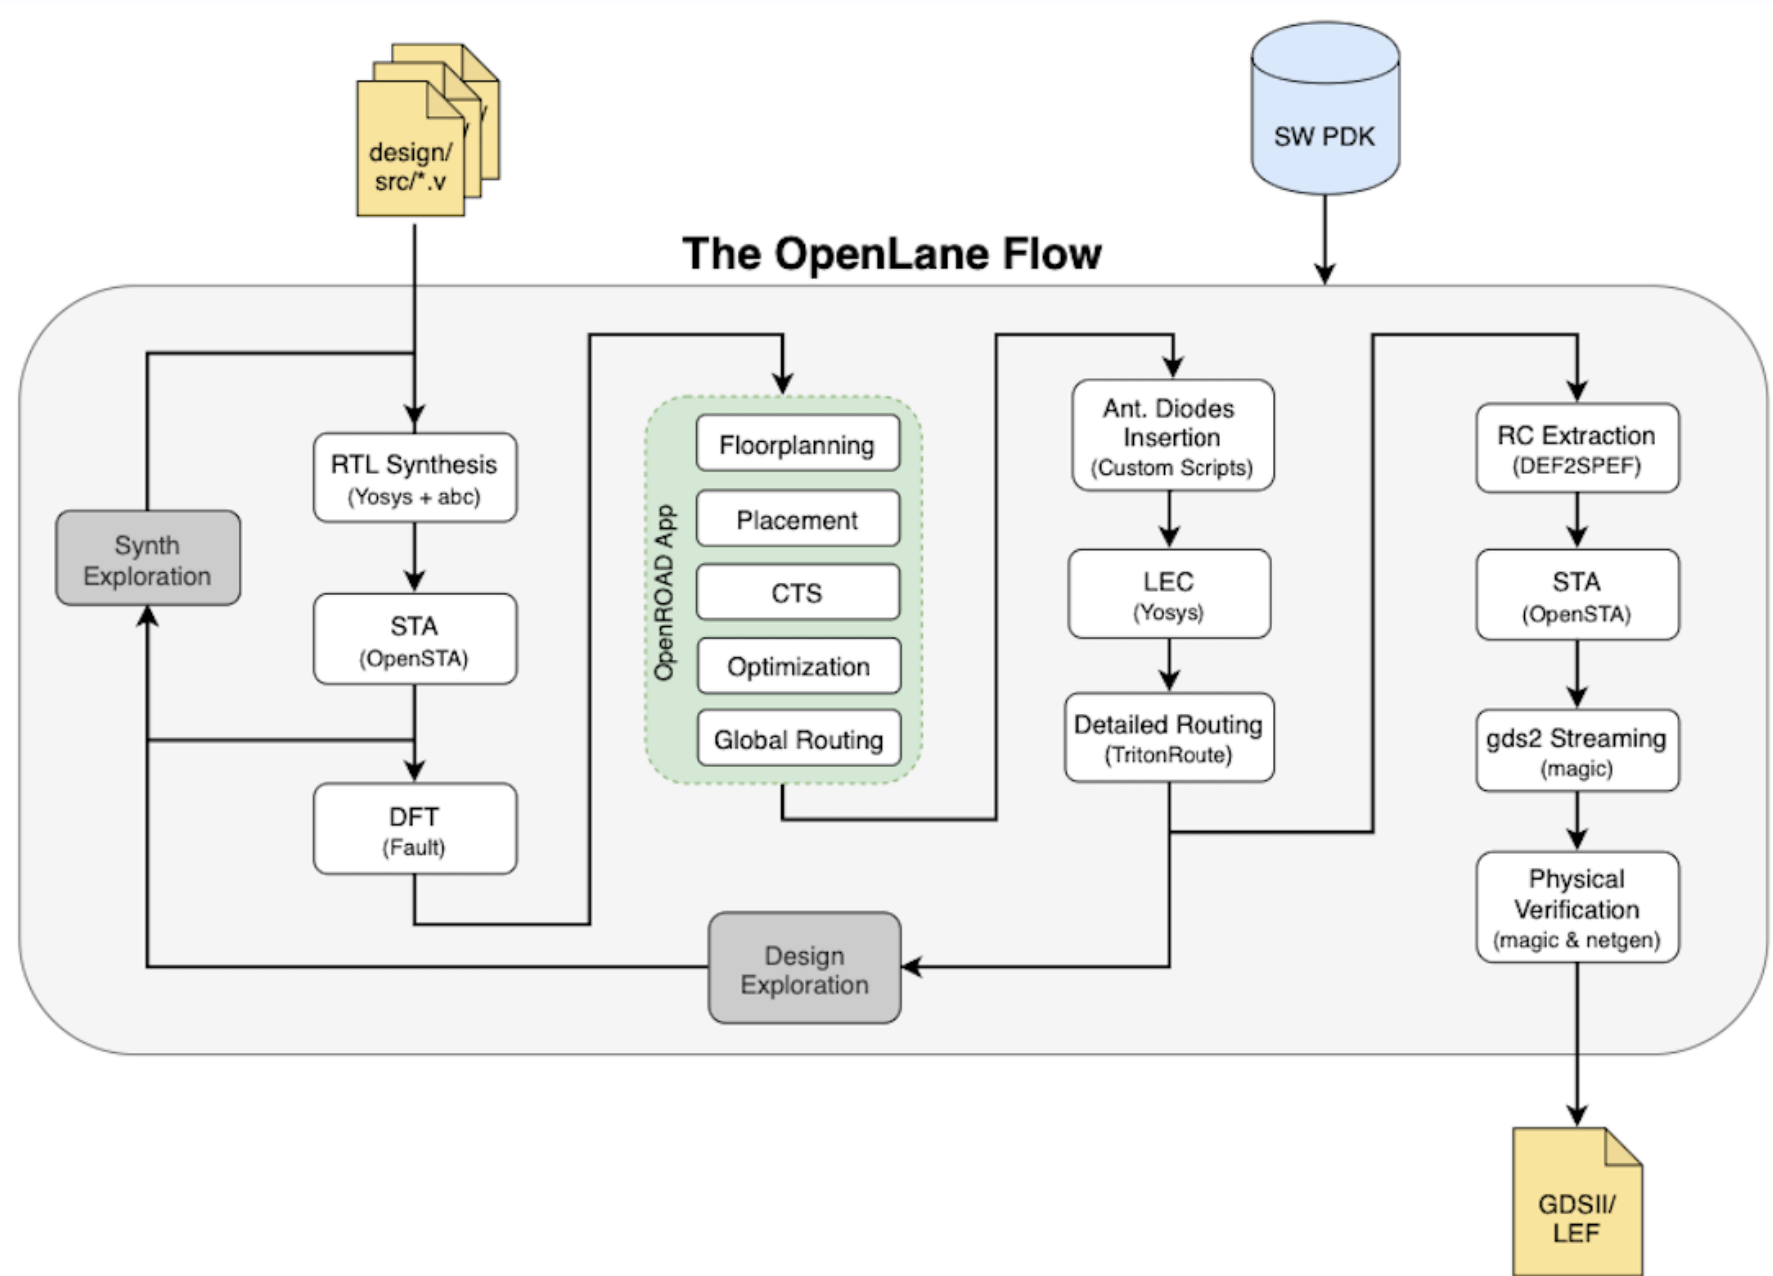 design/
src/*.v
SW PDK
The OpenLane Flow
RTL Synthesis
(Yosys + abc)
Synth
Exploration
STA
(OpenSTA)
DFT
(Fault)
OpenROAD App
Floorplanning
Placement
CTS
Optimization
Global Routing
Design
Exploration
Ant. Diodes
Insertion
(Custom Scripts)
LEC
(Yosys)
Detailed Routing
(TritonRoute)
RC Extraction
(DEF2SPEF)
STA
(OpenSTA)
gds2 Streaming
(magic)
Physical
Verification
(magic & netgen)
GDSII/
LEF